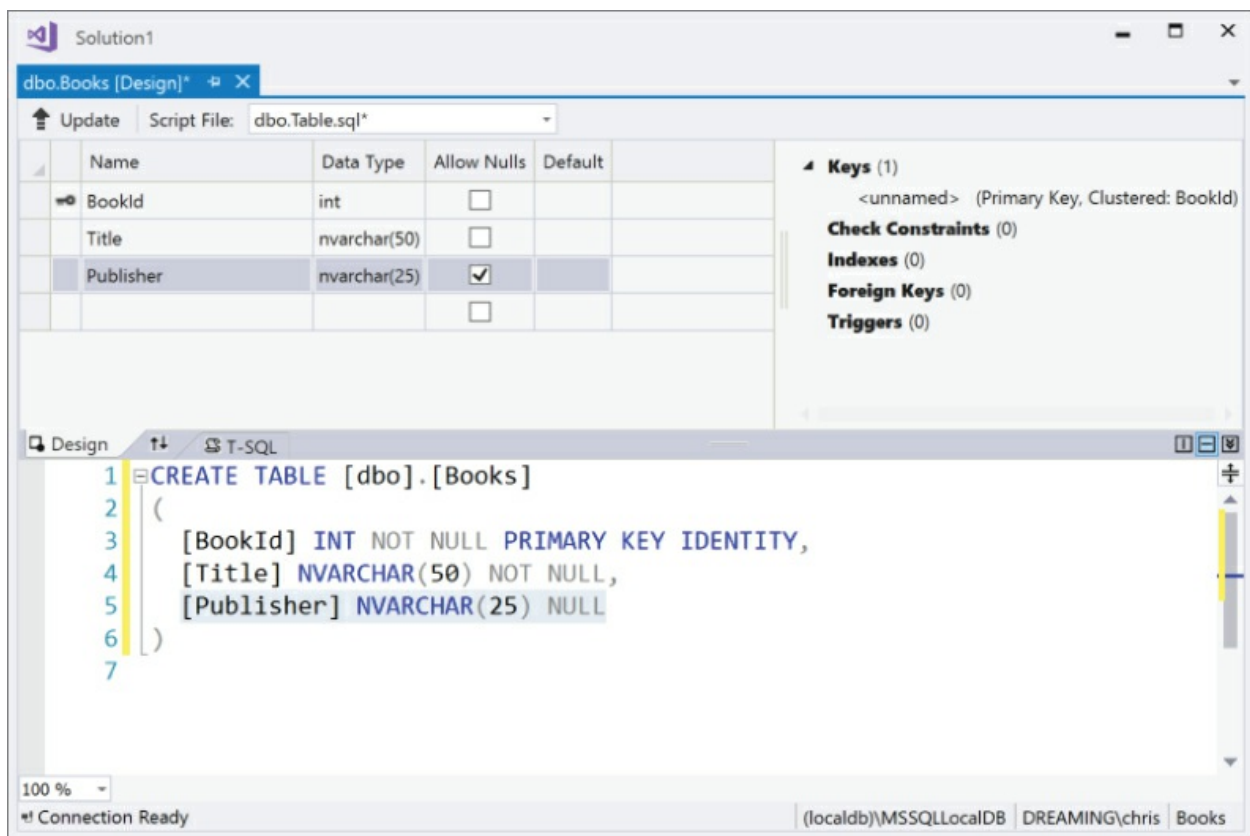 Solution1
dbo.Books [Design]*
Update Script File: dbo.Table.sql*
Name Data Type Allow Nulls Default
BookId int
Title nvarchar(50)
Publisher nvarchar(25)
Keys (1)
<unnamed> (Primary Key, Clustered: BookId)
Check Constraints (0)
Indexes (0)
Foreign Keys (0)
Triggers (0)
Design T-SQL
1 CREATE TABLE [dbo].[Books]
2 (
3 [BookId] INT NOT NULL PRIMARY KEY IDENTITY,
4 [Title] NVARCHAR(50) NOT NULL,
5 [Publisher] NVARCHAR(25) NULL
6 )
7
100 %
Connection Ready (localdb)\MSSQLLocalDB DREAMING\chris Books